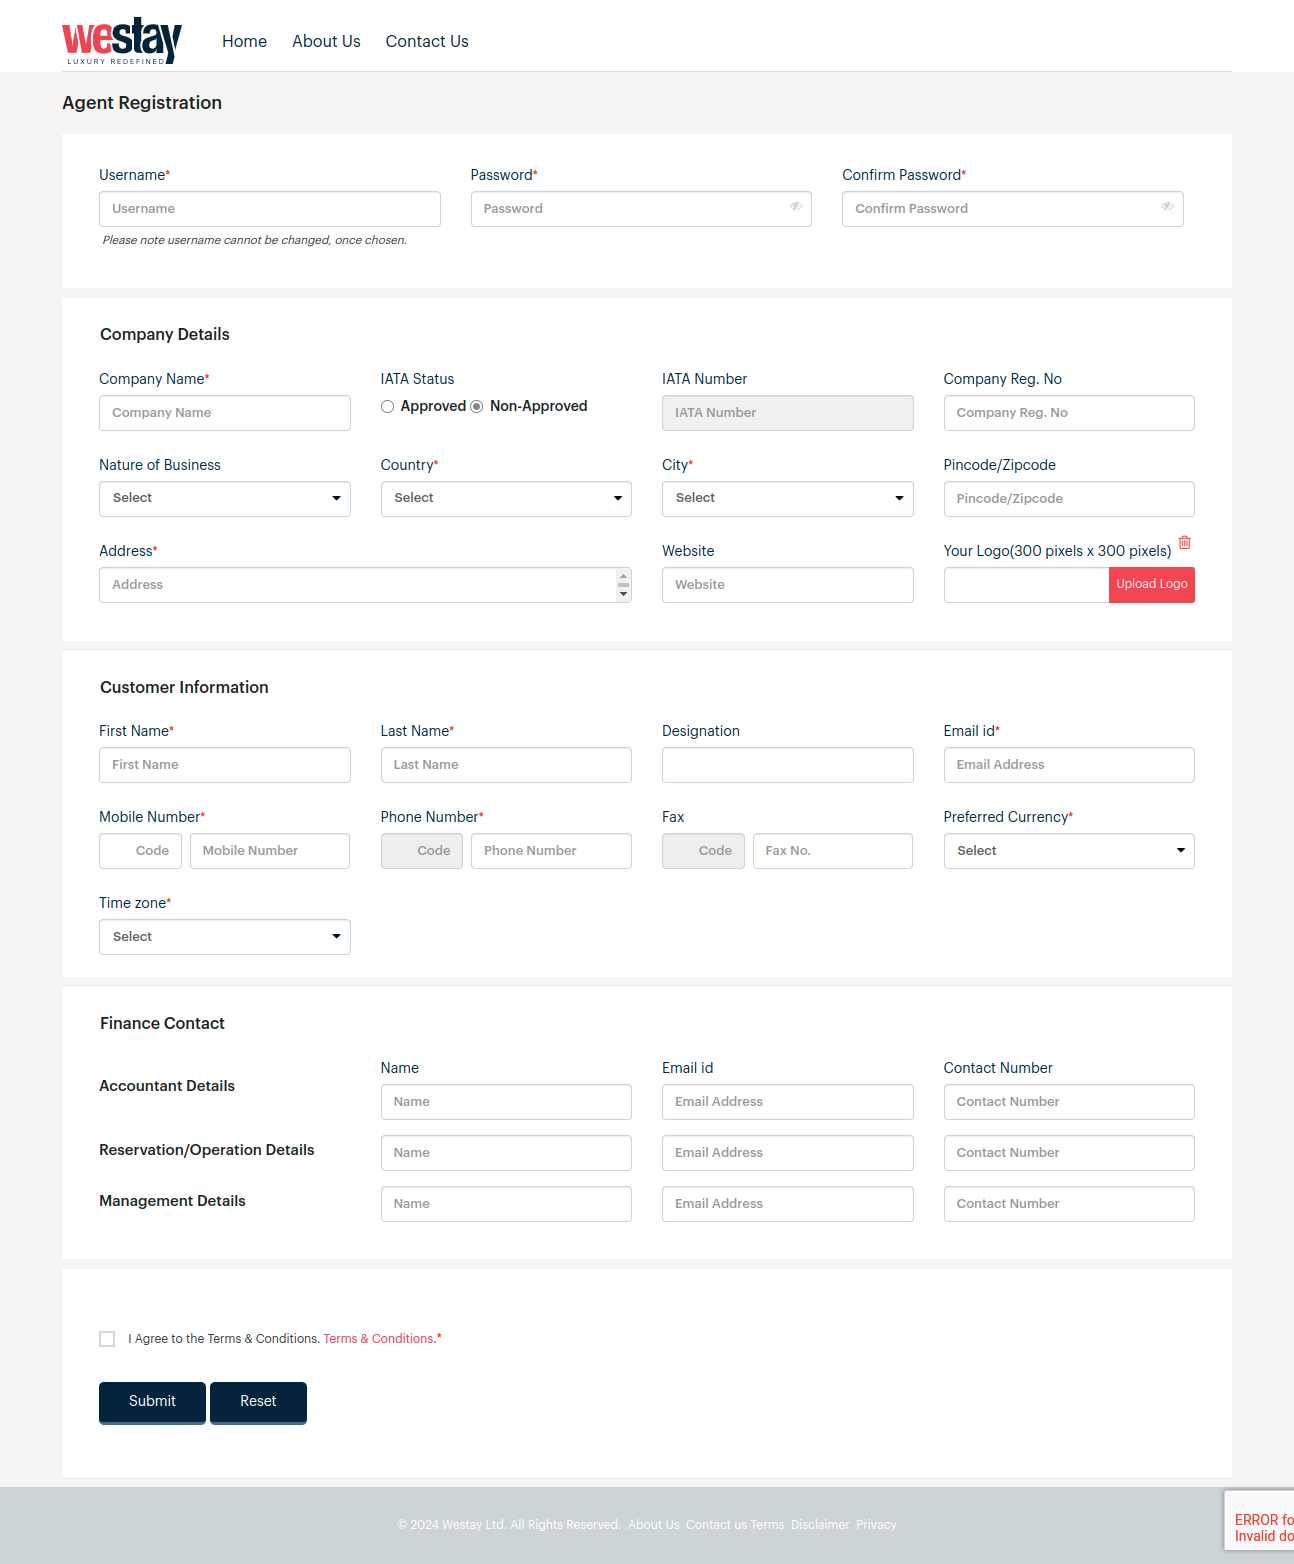 westay
LUXURY REDEFINED
Home About Us Contact Us
Agent Registration
Username* Password* Confirm Password*
Username Password Confirm Password
Please note username cannot be changed, once chosen.
Company Details
Company Name* IATA Status IATA Number Company Reg. No
Company Name Approved Non-Approved IATA Number Company Reg. No
Nature of Business Country* City* Pincode/Zipcode
Select Select Select Pincode/Zipcode
Address* Website Your Logo(300 pixels x 300 pixels)
Address Website Upload Logo
Customer Information
First Name* Last Name* Designation Email id*
First Name Last Name Email Address
Mobile Number* Phone Number* Fax Preferred Currency*
Code Mobile Number Code Phone Number Code Fax No. Select
Time zone*
Select
Finance Contact
Name Email id Contact Number
Accountant Details Name Email Address Contact Number
Reservation/Operation Details Name Email Address Contact Number
Management Details Name Email Address Contact Number
I Agree to the Terms & Conditions. Terms & Conditions.*
Submit Reset
© 2024 Westay Ltd. All Rights Reserved. About Us Contact us Terms Disclaimer Privacy
ERROR fo
Invalid do